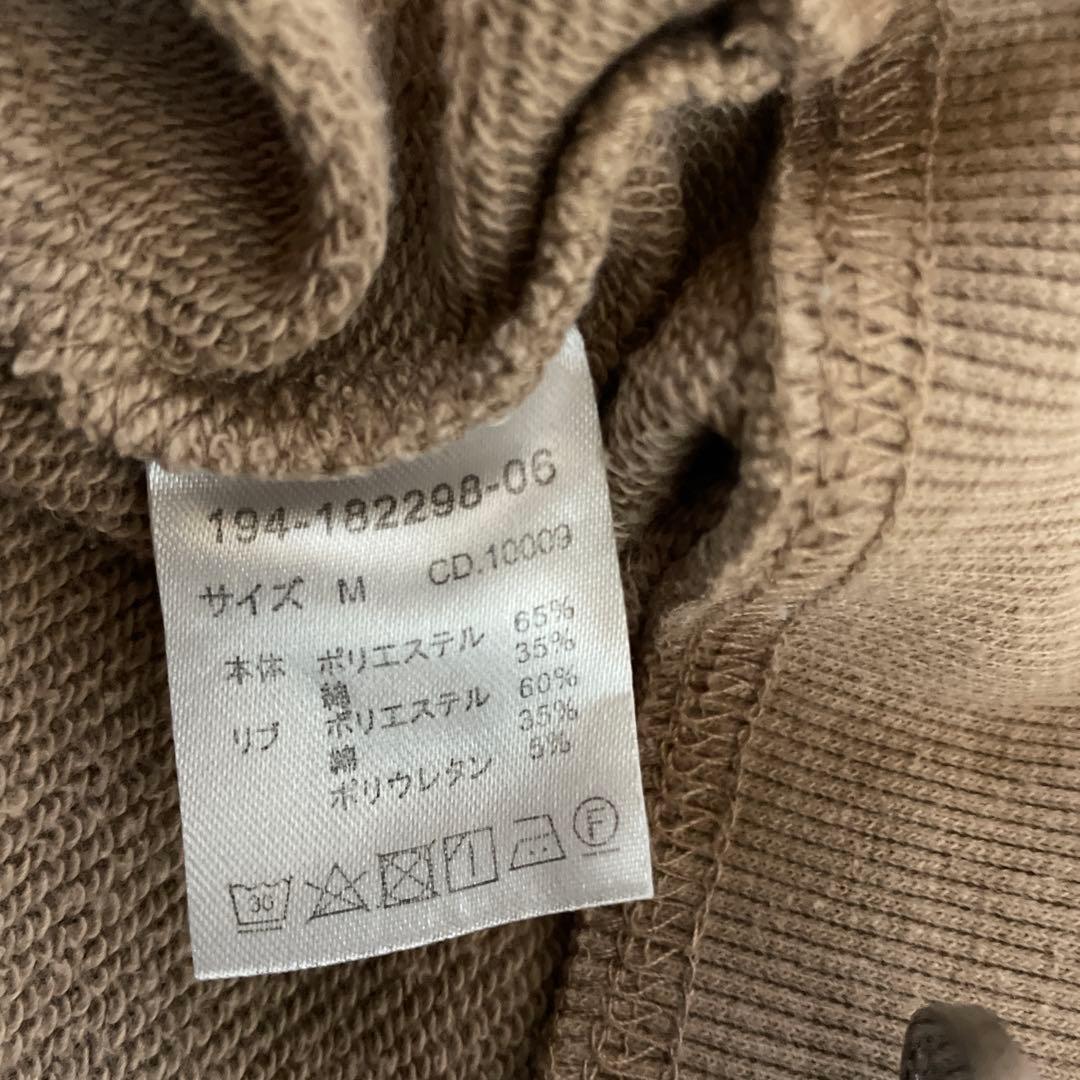 194-182298-06
サイズ M CD.10009
本体 ポリエステル 65%
綿 35%
リブ ポリエステル 60%
綿 35%
ポリウレタン 5%
30 F